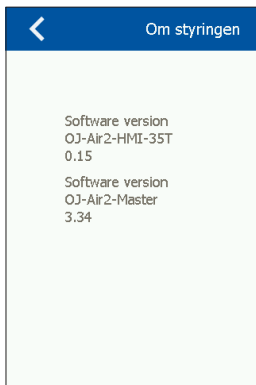 Om styringen
Software version
OJ-Air2-HMI-35T
0.15
Software version
OJ-Air2-Master
3.34